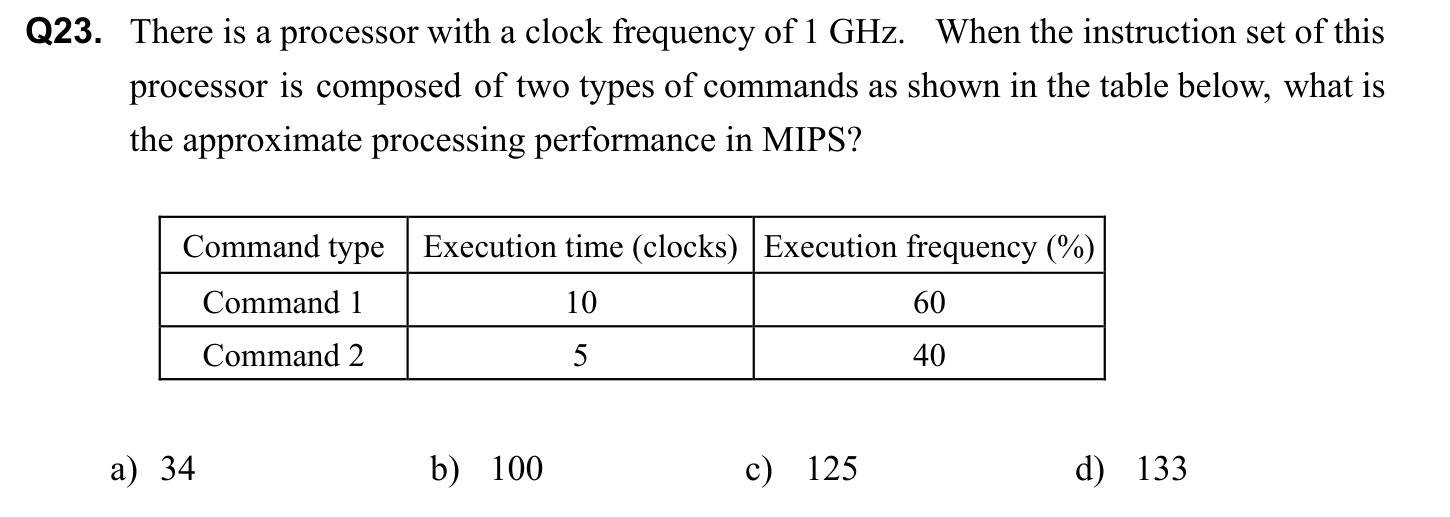 Q23. There is a processor with a clock frequency of 1 GHz. When the instruction set of this
processor is composed of two types of commands as shown in the table below, what is
the approximate processing performance in MIPS?
Command type Execution time (clocks) Execution frequency (%)
Command 1 10 60
Command 2 5 40
a) 34 b) 100 c) 125 d) 133